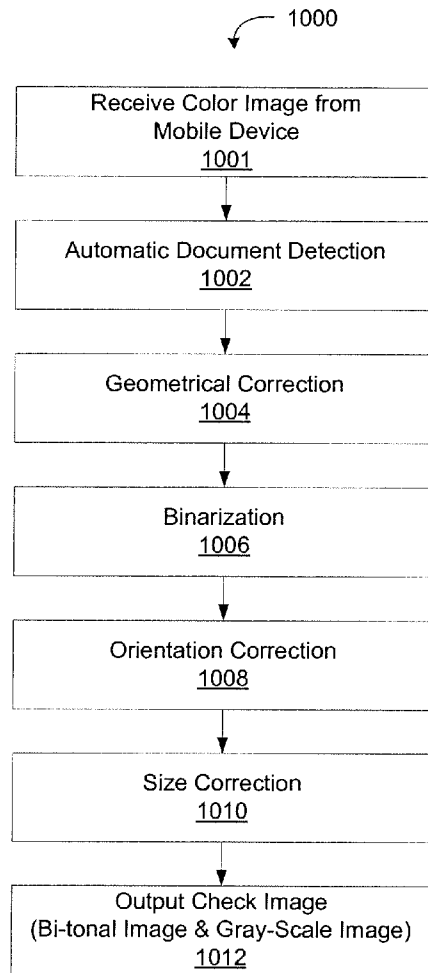 1000
Receive Color Image from
Mobile Device
1001
Automatic Document Detection
1002
Geometrical Correction
1004
Binarization
1006
Orientation Correction
1008
Size Correction
1010
Output Check Image
(Bi-tonal Image & Gray-Scale Image)
1012